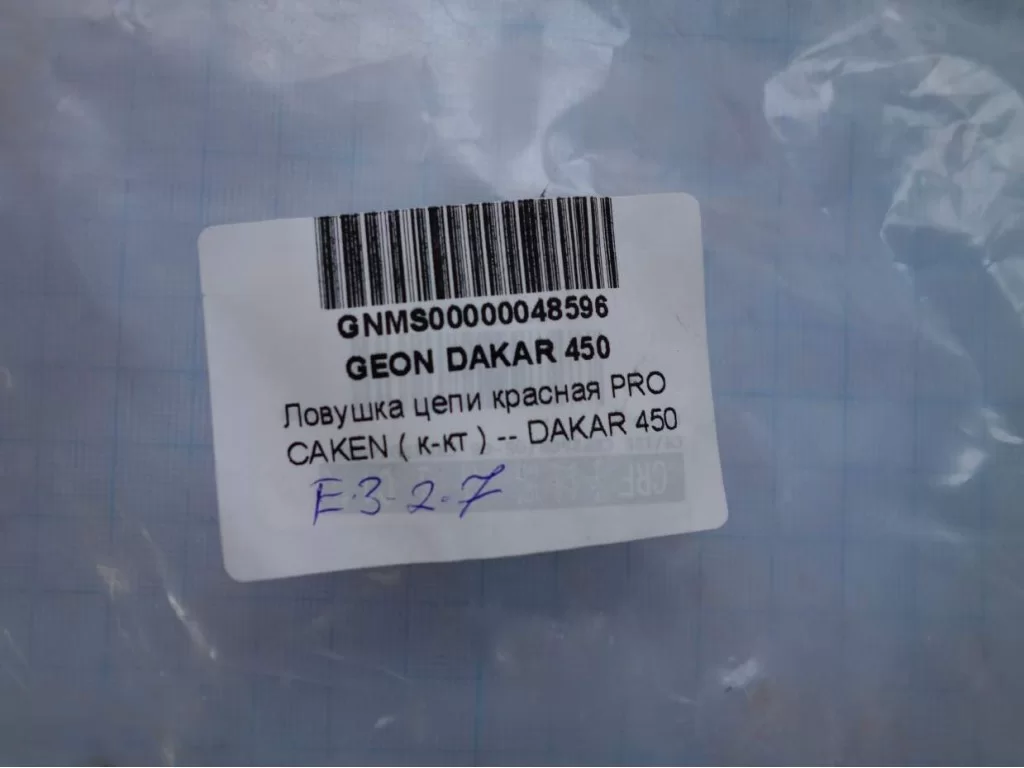 GNMS00000048596
GEON DAKAR 450
Ловушка цепи красная PRO
CAKEN ( к-кт ) -- DAKAR 450
E.3-2.7